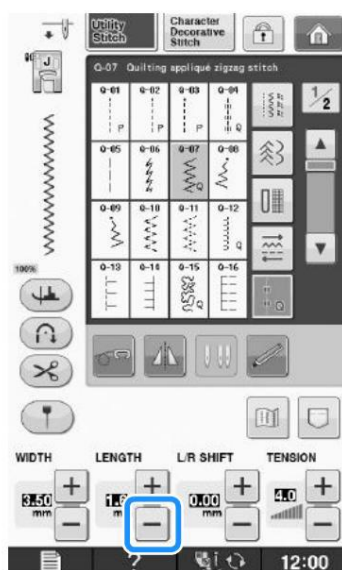 Utility Stitch
Character Decorative Stitch
J
Q-07 Quilting appliqué zigzag stitch
1/2
Q-01 Q-02 Q-03 Q-04
P P Q
Q-05 Q-06 Q-07 Q-08
Q
Q-09 Q-10 Q-11 Q-12
Q
Q-13 Q-14 Q-15 Q-16
Q Q
100%
WIDTH LENGTH L/R SHIFT TENSION
3.50 mm
mm
0.00 mm
4.0
?
12:00